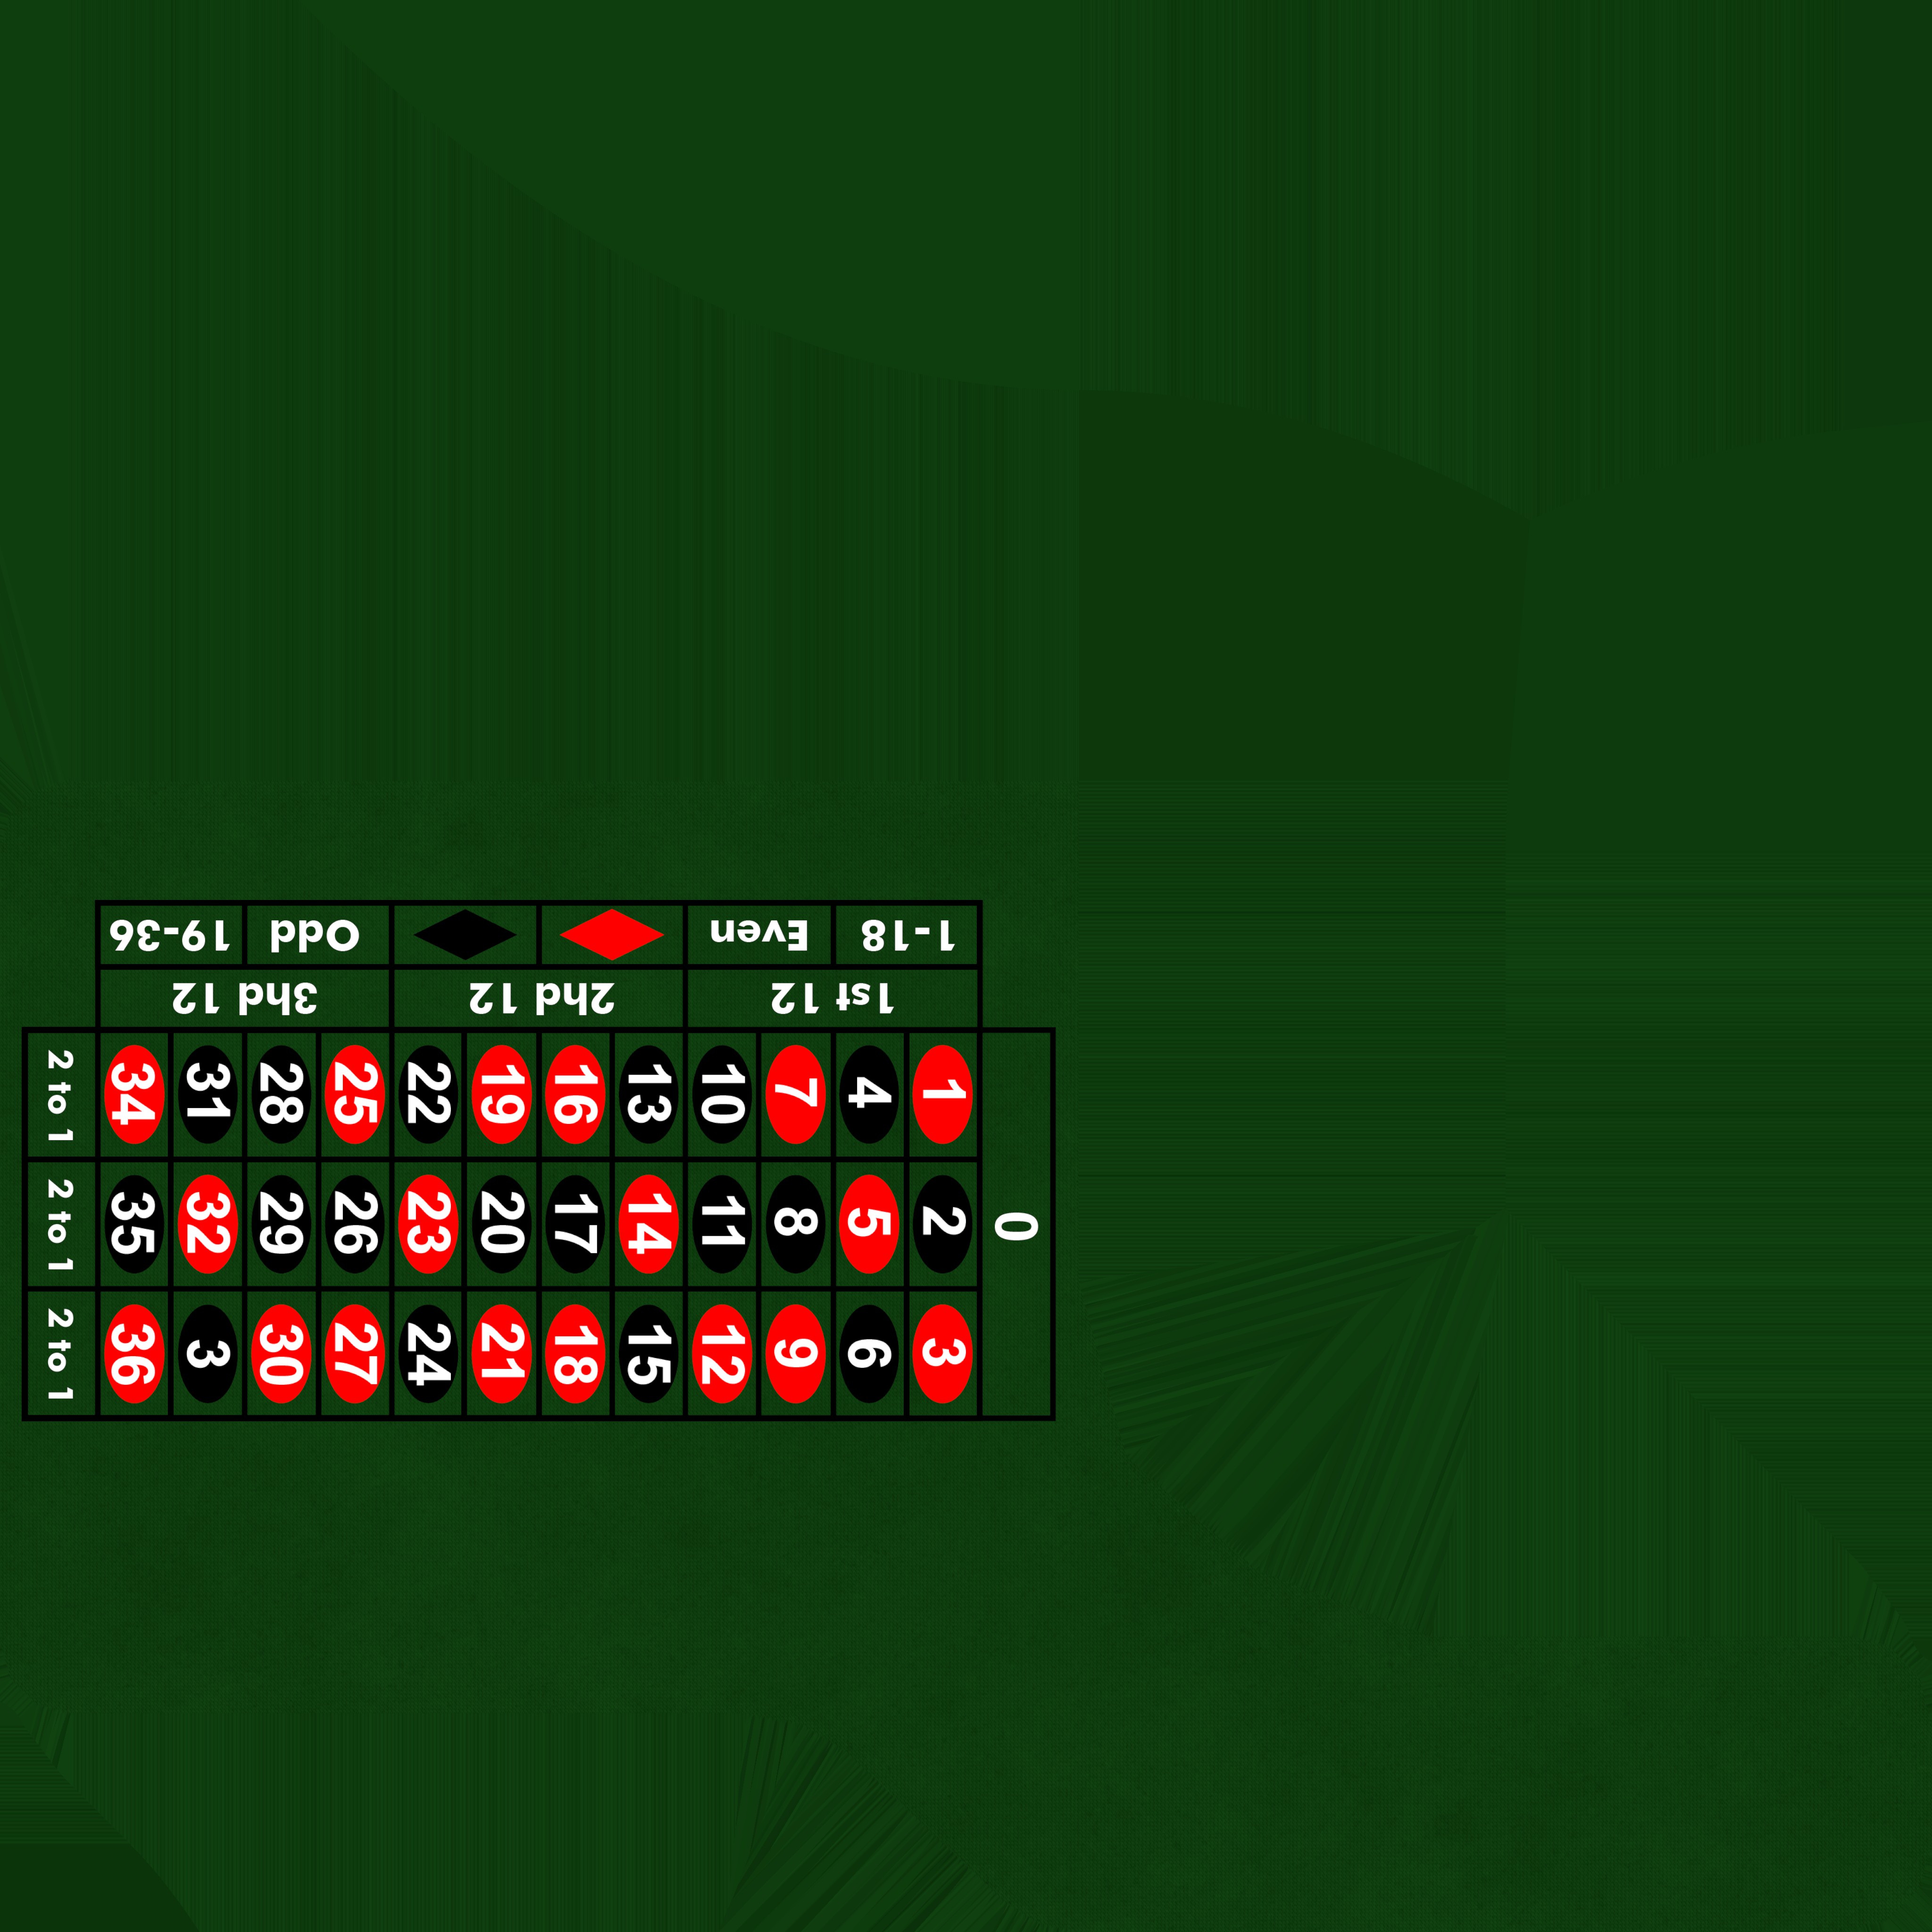 19-36 Odd Even 1-18
3hd 12 2hd 12 1st 12
2 to 1 34 31 28 25 22 19 16 13 10 7 4 1
2 to 1 35 32 29 26 23 20 17 14 11 8 5 2 0
2 to 1 36 3 30 27 24 21 18 15 12 9 6 3